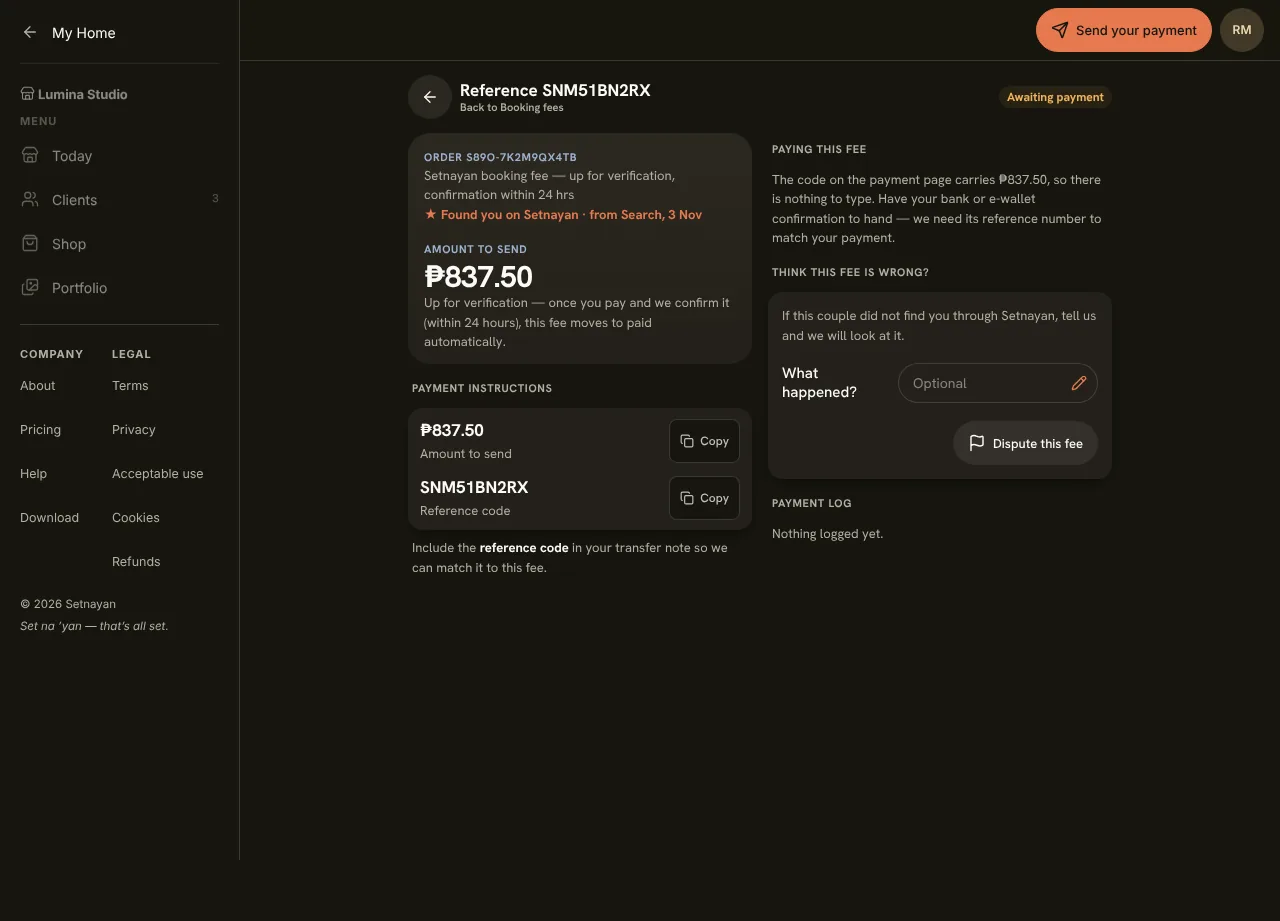 My Home
Lumina Studio
MENU
Today
Clients
3
Shop
Portfolio
COMPANY
About
Pricing
Help
Download
LEGAL
Terms
Privacy
Acceptable use
Cookies
Refunds
© 2026 Setnayan
Set na 'yan — that's all set.
Send your payment
RM
Reference SNM51BN2RX
Back to Booking fees
Awaiting payment
ORDER S89O-7K2M9QX4TB
Setnayan booking fee — up for verification,
confirmation within 24 hrs
★ Found you on Setnayan · from Search, 3 Nov
AMOUNT TO SEND
₱837.50
Up for verification — once you pay and we confirm it
(within 24 hours), this fee moves to paid
automatically.
PAYMENT INSTRUCTIONS
₱837.50
Amount to send
Copy
SNM51BN2RX
Reference code
Copy
Include the reference code in your transfer note so we
can match it to this fee.
PAYING THIS FEE
The code on the payment page carries ₱837.50, so there
is nothing to type. Have your bank or e-wallet
confirmation to hand — we need its reference number to
match your payment.
THINK THIS FEE IS WRONG?
If this couple did not find you through Setnayan, tell us
and we will look at it.
What
happened?
Optional
Dispute this fee
PAYMENT LOG
Nothing logged yet.